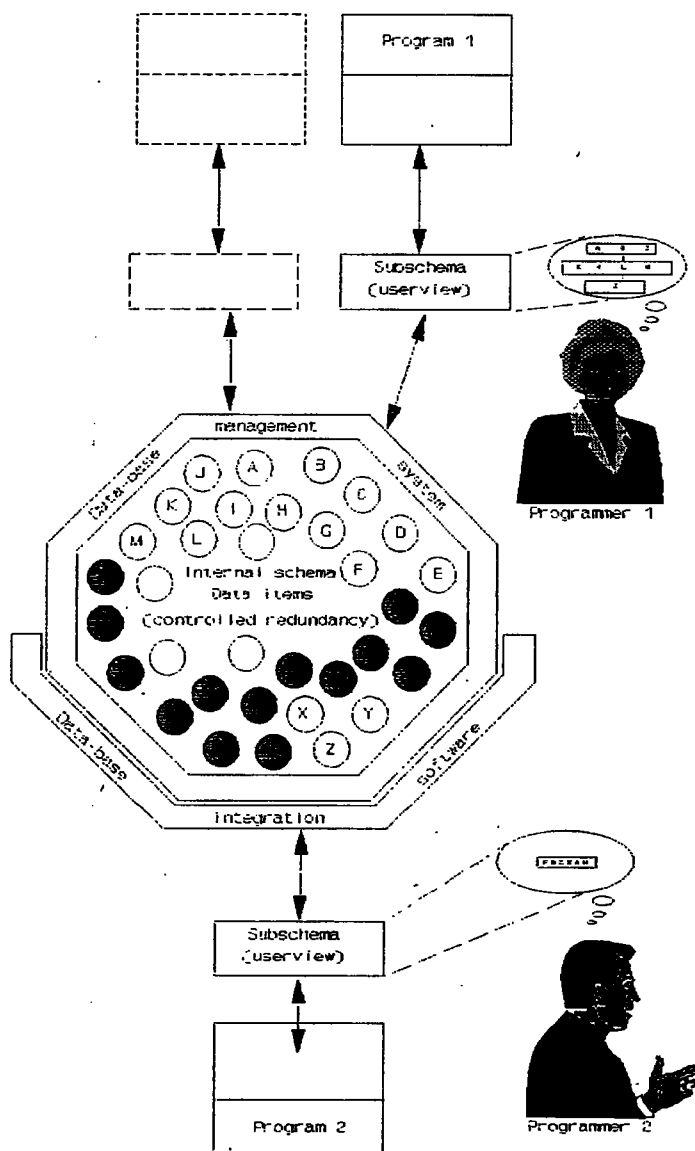 Program 1
Subschema
(userview)
Programmer 1
management
Data-base
system
J
A
B
K
I
H
C
M
L
G
D
F
E
Internal schema
Data items
(controlled redundancy)
X
Y
Z
Data-base
software
integration
Subschema
(userview)
Programmer 2
Program 2